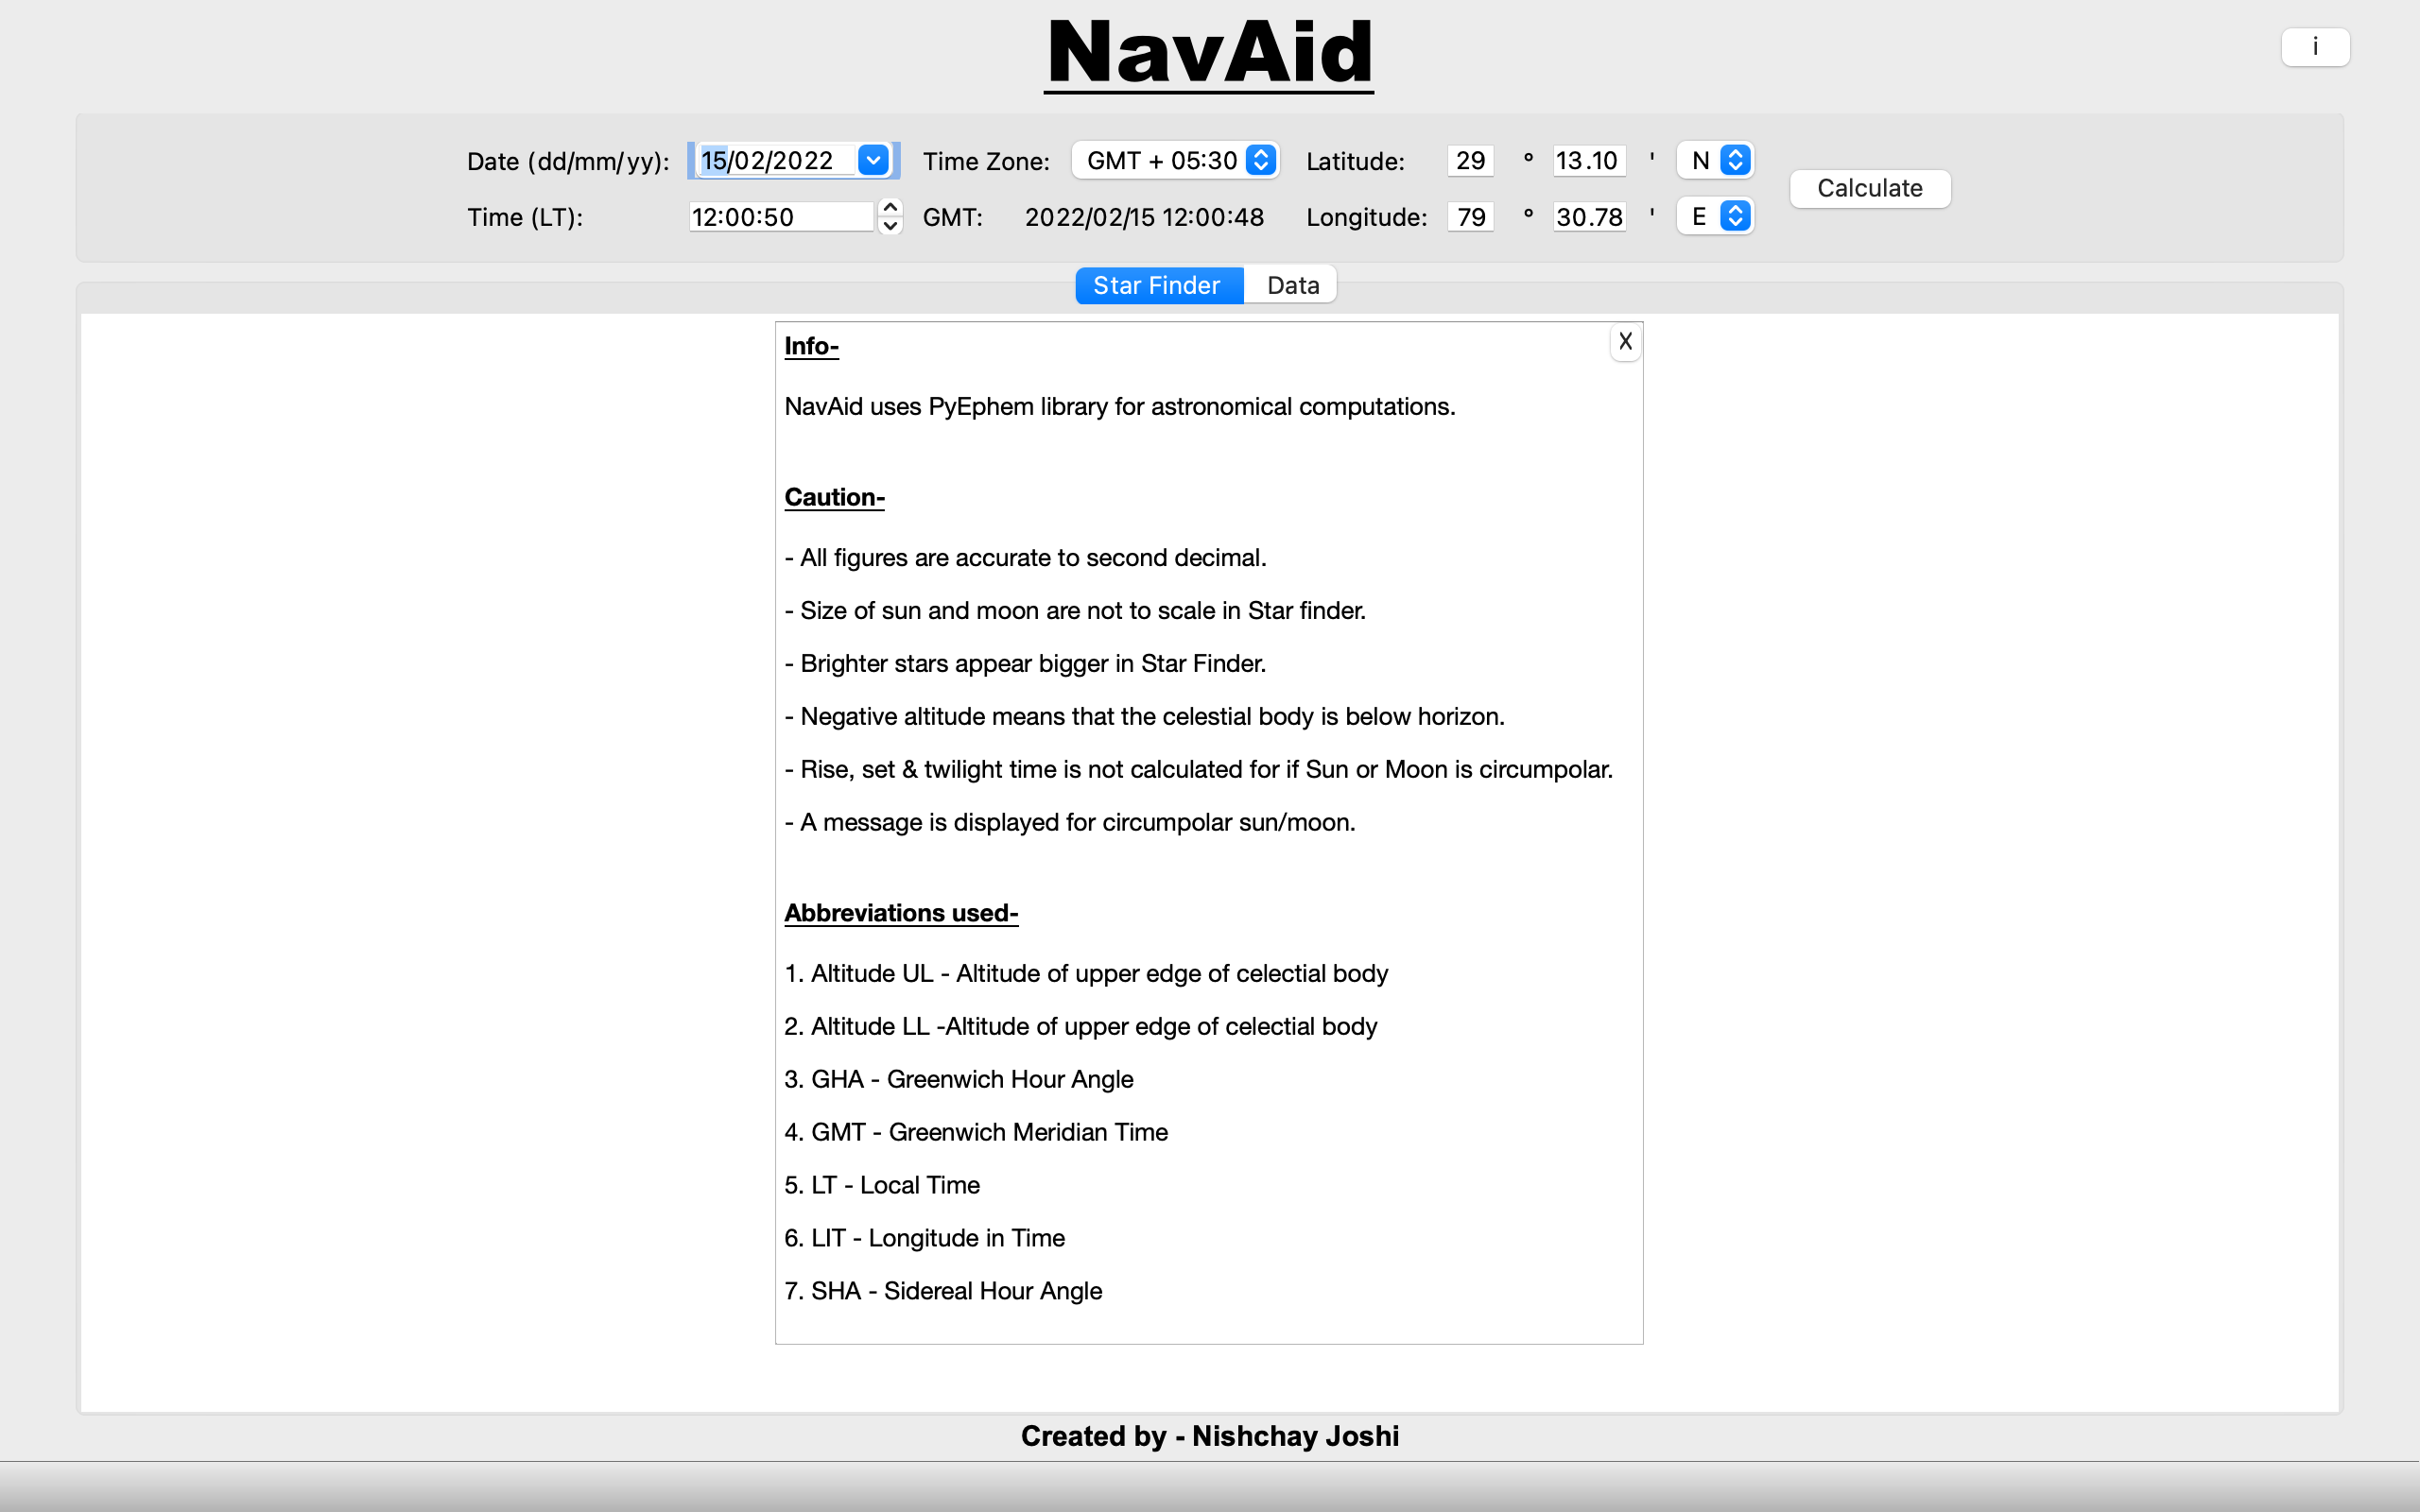 NavAid
i
Date (dd/mm/yy): 15/02/2022 Time Zone: GMT + 05:30 Latitude: 29 ° 13.10 ' N
Calculate
Time (LT): 12:00:50 GMT: 2022/02/15 12:00:48 Longitude: 79 ° 30.78 ' E
Star Finder Data
Info- X
NavAid uses PyEphem library for astronomical computations.
Caution-
- All figures are accurate to second decimal.
- Size of sun and moon are not to scale in Star finder.
- Brighter stars appear bigger in Star Finder.
- Negative altitude means that the celestial body is below horizon.
- Rise, set & twilight time is not calculated for if Sun or Moon is circumpolar.
- A message is displayed for circumpolar sun/moon.
Abbreviations used-
1. Altitude UL - Altitude of upper edge of celectial body
2. Altitude LL -Altitude of upper edge of celectial body
3. GHA - Greenwich Hour Angle
4. GMT - Greenwich Meridian Time
5. LT - Local Time
6. LIT - Longitude in Time
7. SHA - Sidereal Hour Angle
Created by - Nishchay Joshi